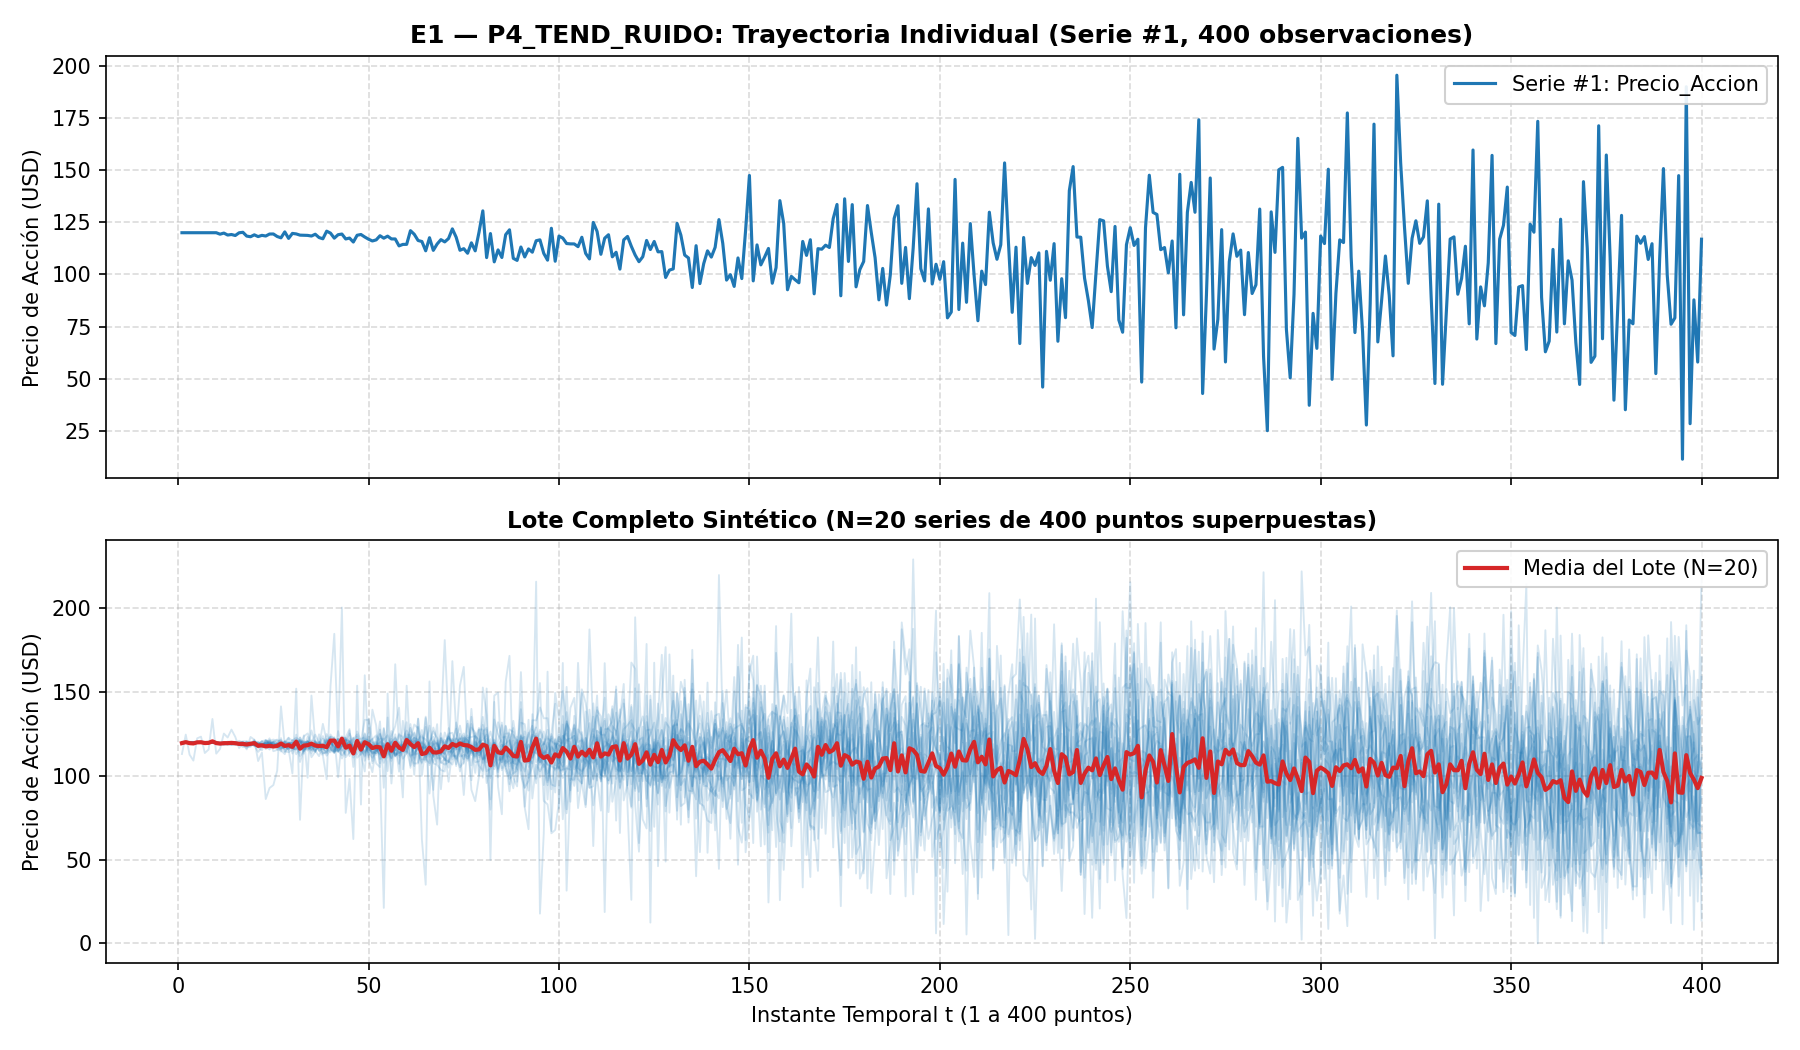 E1 — P4_TEND_RUIDO: Trayectoria Individual (Serie #1, 400 observaciones)
Serie #1: Precio_Accion
Precio de Acción (USD)
200
175
150
125
100
75
50
25
Lote Completo Sintético (N=20 series de 400 puntos superpuestas)
Media del Lote (N=20)
Precio de Acción (USD)
200
150
100
50
0
0 50 100 150 200 250 300 350 400
Instante Temporal t (1 a 400 puntos)